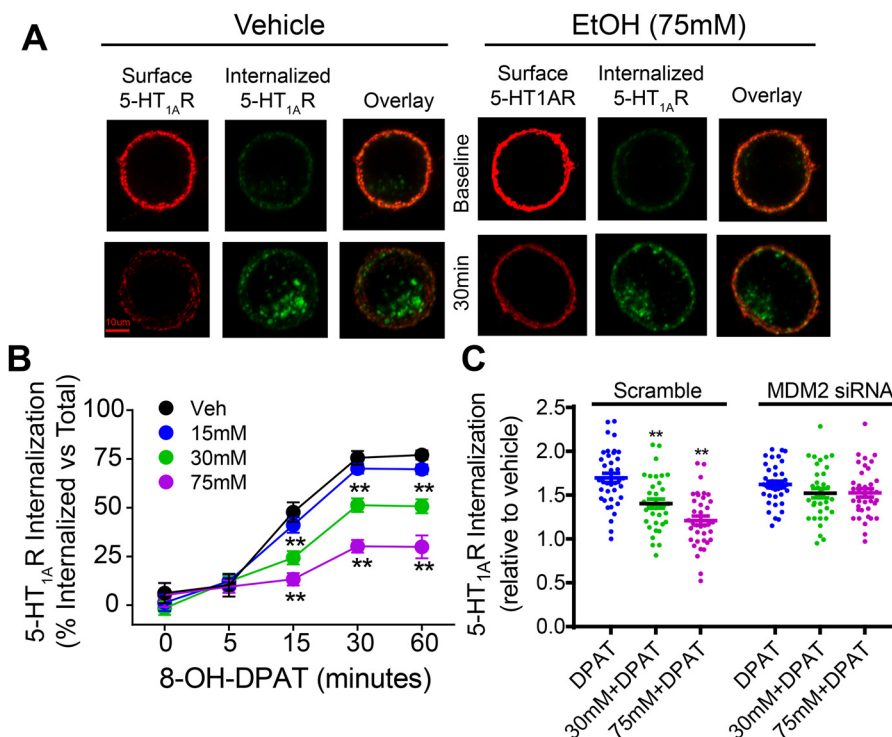 A
Vehicle
EtOH (75mM)
Surface
5-HT1AR
Internalized
5-HT1AR
Overlay
Surface
5-HT1AR
Internalized
5-HT1AR
Overlay
Baseline
30min
10um
B
5-HT1AR Internalization
(% Internalized vs Total)
100
75
50
25
0
Veh
15mM
30mM
75mM
**
**
**
**
**
**
0
5
15
30
60
8-OH-DPAT (minutes)
C
Scramble
MDM2 siRNA
5-HT1AR Internalization
(relative to vehicle)
2.5
2.0
1.5
1.0
0.5
0.0
**
**
DPAT
30mM+DPAT
75mM+DPAT
DPAT
30mM+DPAT
75mM+DPAT